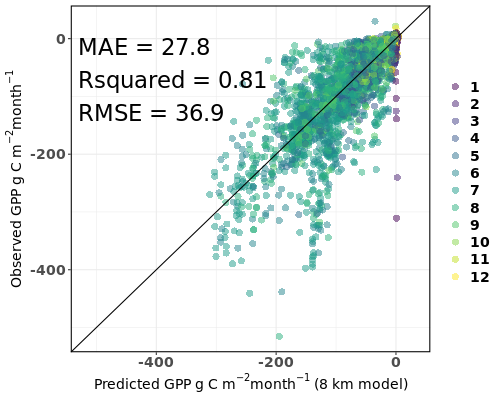 MAE = 27.8
Rsquared = 0.81
RMSE = 36.9
0
-200
-400
Observed GPP g C m⁻²month⁻¹
-400 -200 0
Predicted GPP g C m⁻²month⁻¹ (8 km model)
1
2
3
4
5
6
7
8
9
10
11
12